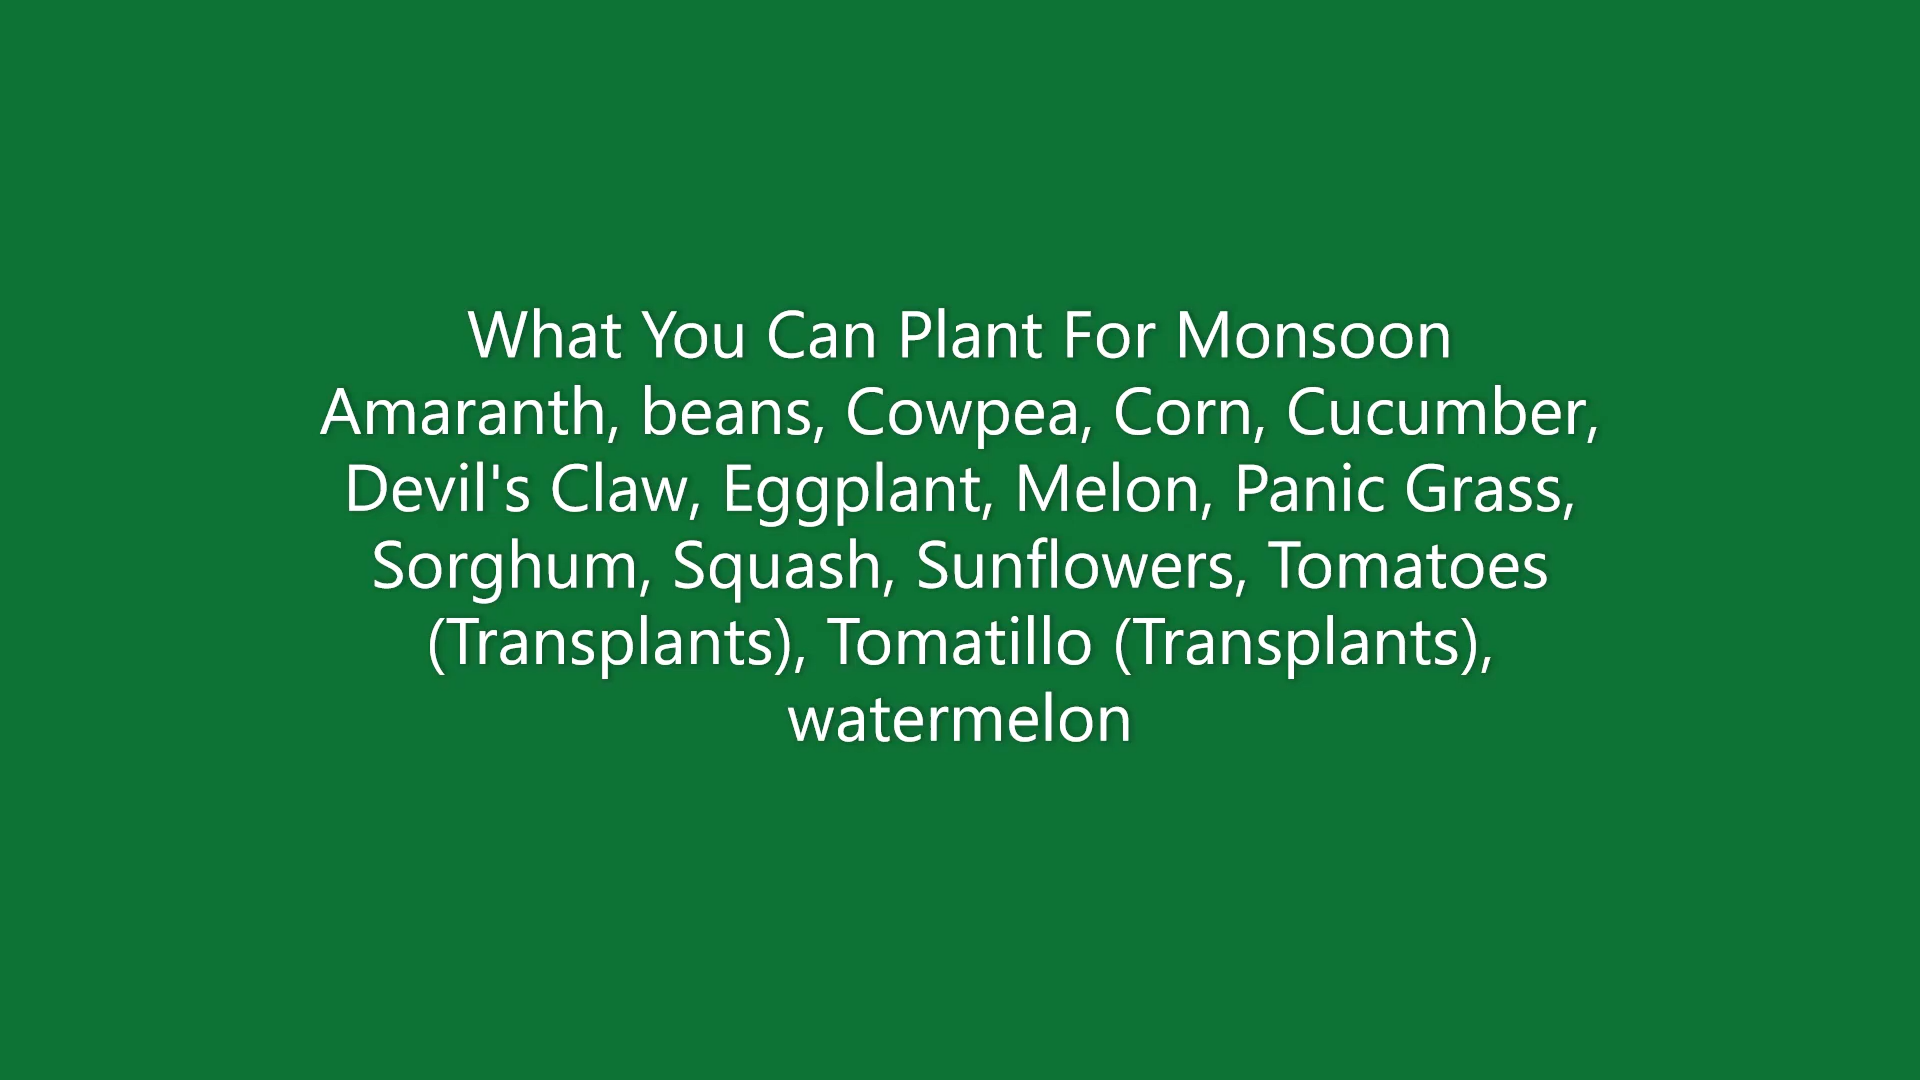 What You Can Plant For Monsoon
Amaranth, beans, Cowpea, Corn, Cucumber,
Devil's Claw, Eggplant, Melon, Panic Grass,
Sorghum, Squash, Sunflowers, Tomatoes
(Transplants), Tomatillo (Transplants),
watermelon